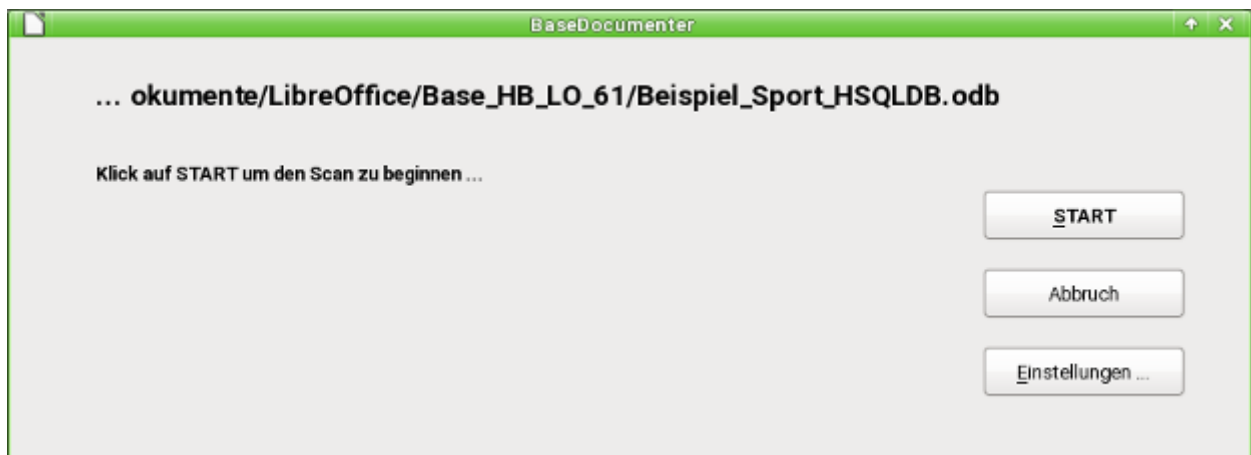 BaseDocumenter
... okumente/LibreOffice/Base_HB_LO_61/Beispiel_Sport_HSQLDB.odb
Klick auf START um den Scan zu beginnen ...
START
Abbruch
Einstellungen ...